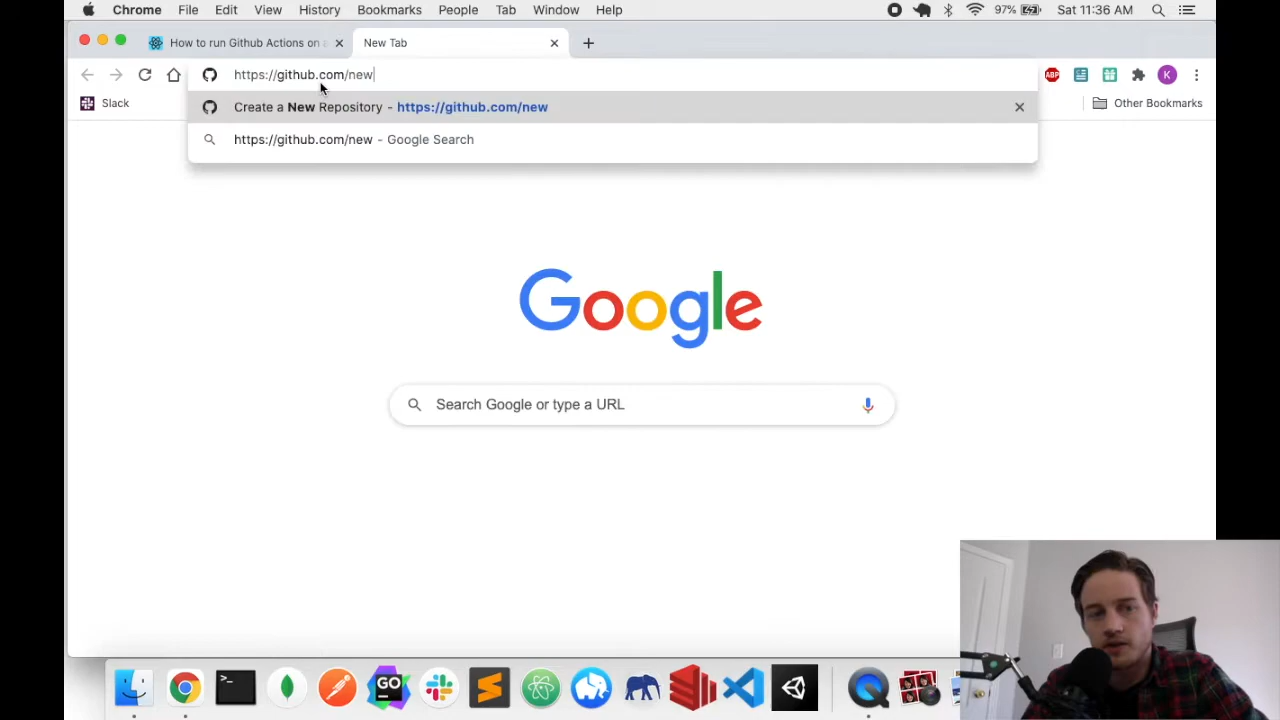 Chrome File Edit View History Bookmarks People Tab Window Help 97% Sat 11:36 AM
How to run Github Actions on a
New Tab
https://github.com/new
ABP
K
Slack
Other Bookmarks
Create a New Repository - https://github.com/new
https://github.com/new - Google Search
Google
Search Google or type a URL
>_
GO